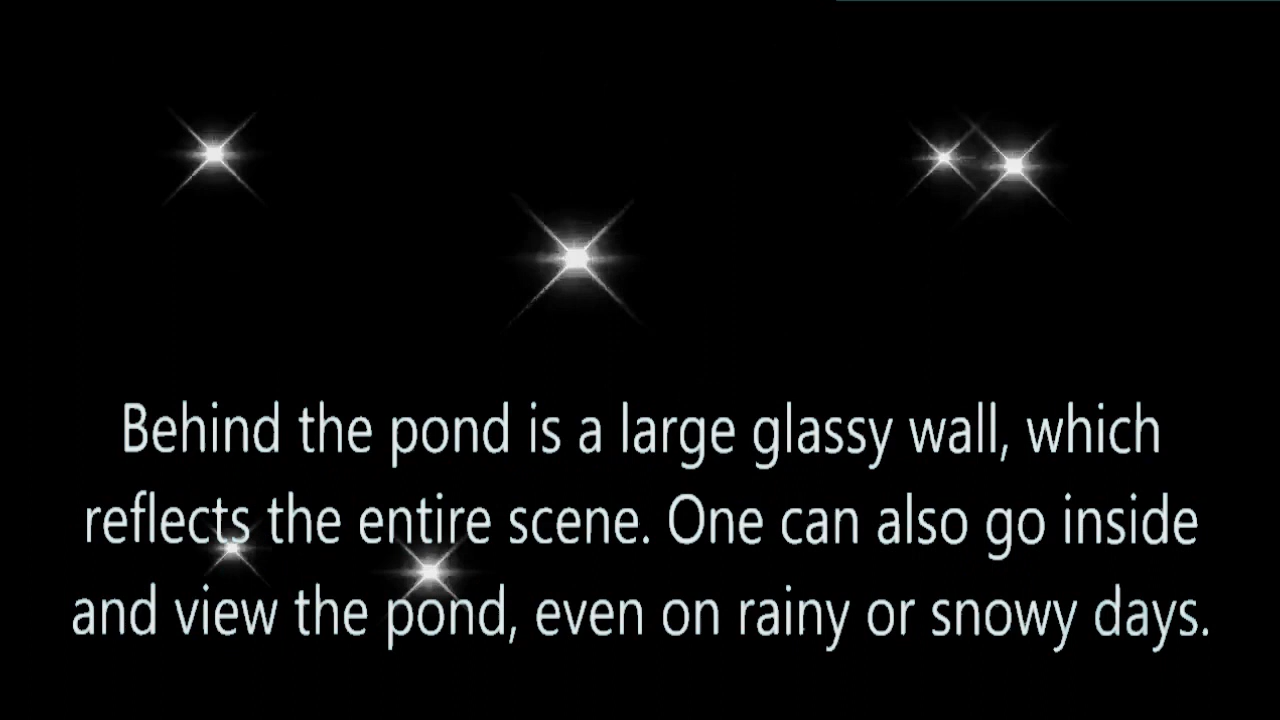 Behind the pond is a large glassy wall, which
reflects the entire scene. One can also go inside
and view the pond, even on rainy or snowy days.